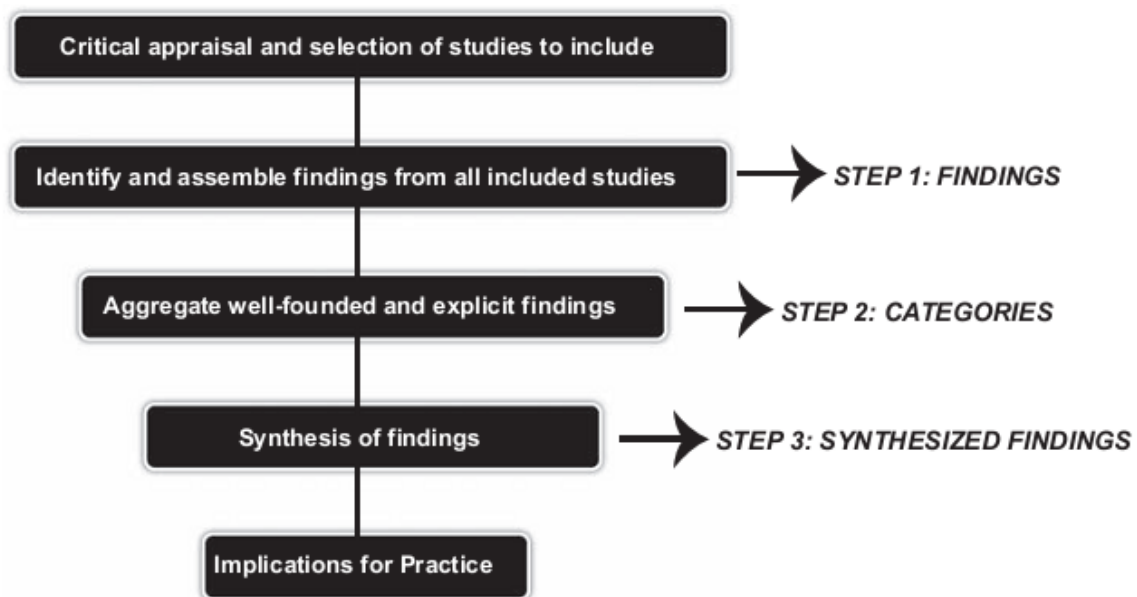 Critical appraisal and selection of studies to include
Identify and assemble findings from all included studies
STEP 1: FINDINGS
Aggregate well-founded and explicit findings
STEP 2: CATEGORIES
Synthesis of findings
STEP 3: SYNTHESIZED FINDINGS
Implications for Practice